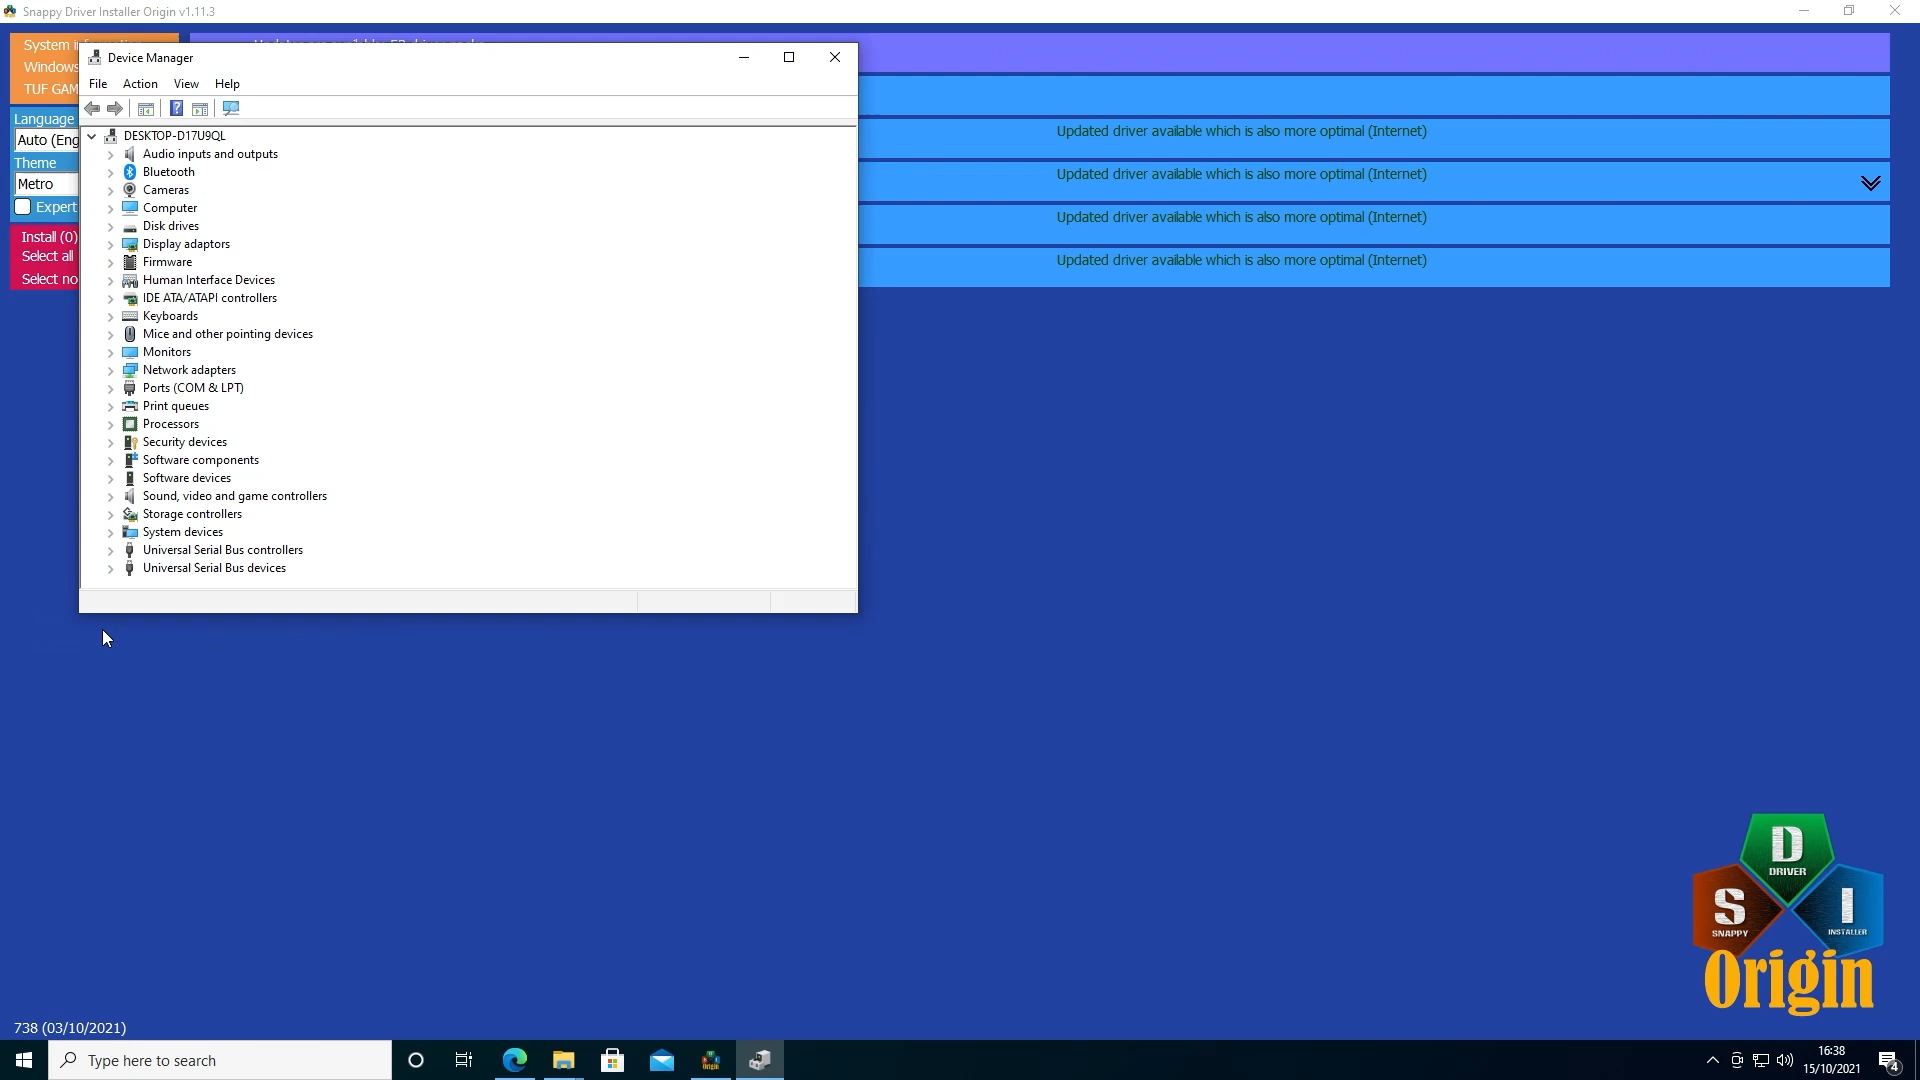 Snappy Driver Installer Origin v1.11.3
System
Windows
TUF GAM
Language
Auto (Eng
Theme
Metro
Expert
Install (0)
Select all
Select no
Device Manager
File Action View Help
DESKTOP-D17U9QL
Audio inputs and outputs
Bluetooth
Cameras
Computer
Disk drives
Display adaptors
Firmware
Human Interface Devices
IDE ATA/ATAPI controllers
Keyboards
Mice and other pointing devices
Monitors
Network adapters
Ports (COM & LPT)
Print queues
Processors
Security devices
Software components
Software devices
Sound, video and game controllers
Storage controllers
System devices
Universal Serial Bus controllers
Universal Serial Bus devices
Updated driver available which is also more optimal (Internet)
Updated driver available which is also more optimal (Internet)
Updated driver available which is also more optimal (Internet)
Updated driver available which is also more optimal (Internet)
D
DRIVER
S I
SNAPPY INSTALLER
Origin
738 (03/10/2021)
Type here to search
Origin
16:38
15/10/2021
4